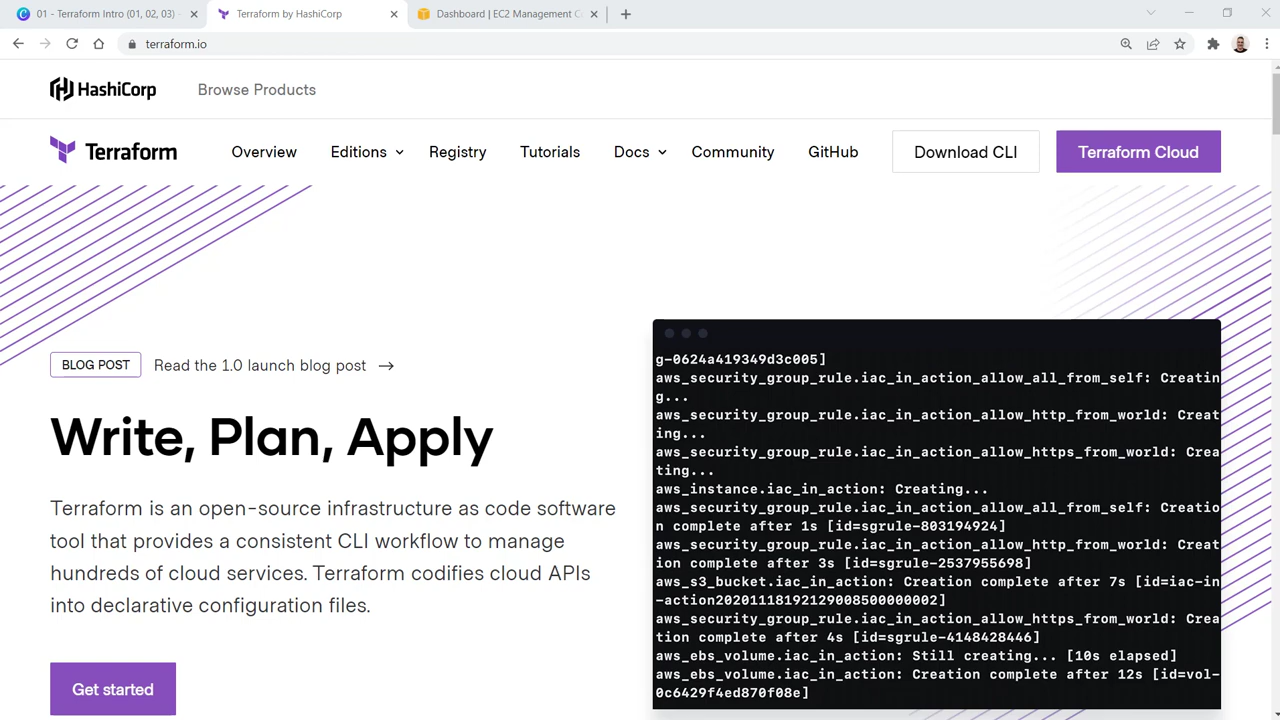 01 - Terraform Intro (01, 02, 03)
Terraform by HashiCorp
Dashboard | EC2 Management C
terraform.io
HashiCorp
Browse Products
Terraform
Overview
Editions
Registry
Tutorials
Docs
Community
GitHub
Download CLI
Terraform Cloud
BLOG POST
Read the 1.0 launch blog post →
Write, Plan, Apply
Terraform is an open-source infrastructure as code software
tool that provides a consistent CLI workflow to manage
hundreds of cloud services. Terraform codifies cloud APIs
into declarative configuration files.
Get started
g-0624a419349d3c005]
aws_security_group_rule.iac_in_action_allow_all_from_self: Creatin
g...
aws_security_group_rule.iac_in_action_allow_http_from_world: Creat
ing...
aws_security_group_rule.iac_in_action_allow_https_from_world: Crea
ting...
aws_instance.iac_in_action: Creating...
aws_security_group_rule.iac_in_action_allow_all_from_self: Creatio
n complete after 1s [id=sgrule-803194924]
aws_security_group_rule.iac_in_action_allow_http_from_world: Creat
ion complete after 3s [id=sgrule-2537955698]
aws_s3_bucket.iac_in_action: Creation complete after 7s [id=iac-in
-action20201118192129008500000002]
aws_security_group_rule.iac_in_action_allow_https_from_world: Crea
tion complete after 4s [id=sgrule-4148428446]
aws_ebs_volume.iac_in_action: Still creating... [10s elapsed]
aws_ebs_volume.iac_in_action: Creation complete after 12s [id=vol-
0c6429f4ed870f08e]